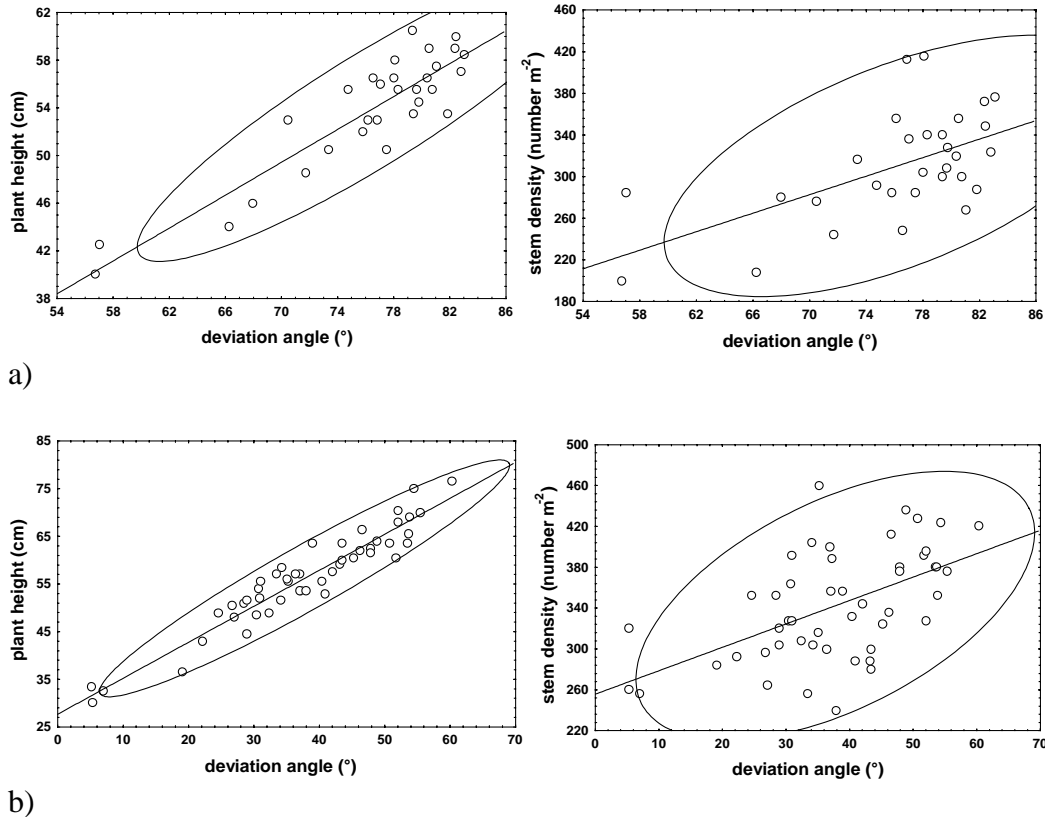 62
58
54
50
46
42
38
plant height (cm)
54 58 62 66 70 74 78 82 86
deviation angle (°)
460
420
380
340
300
260
220
180
stem density (number m⁻²)
54 58 62 66 70 74 78 82 86
deviation angle (°)
a)
85
75
65
55
45
35
25
plant height (cm)
0 10 20 30 40 50 60 70
deviation angle (°)
500
460
420
380
340
300
260
220
stem density (number m⁻²)
0 10 20 30 40 50 60 70
deviation angle (°)
b)